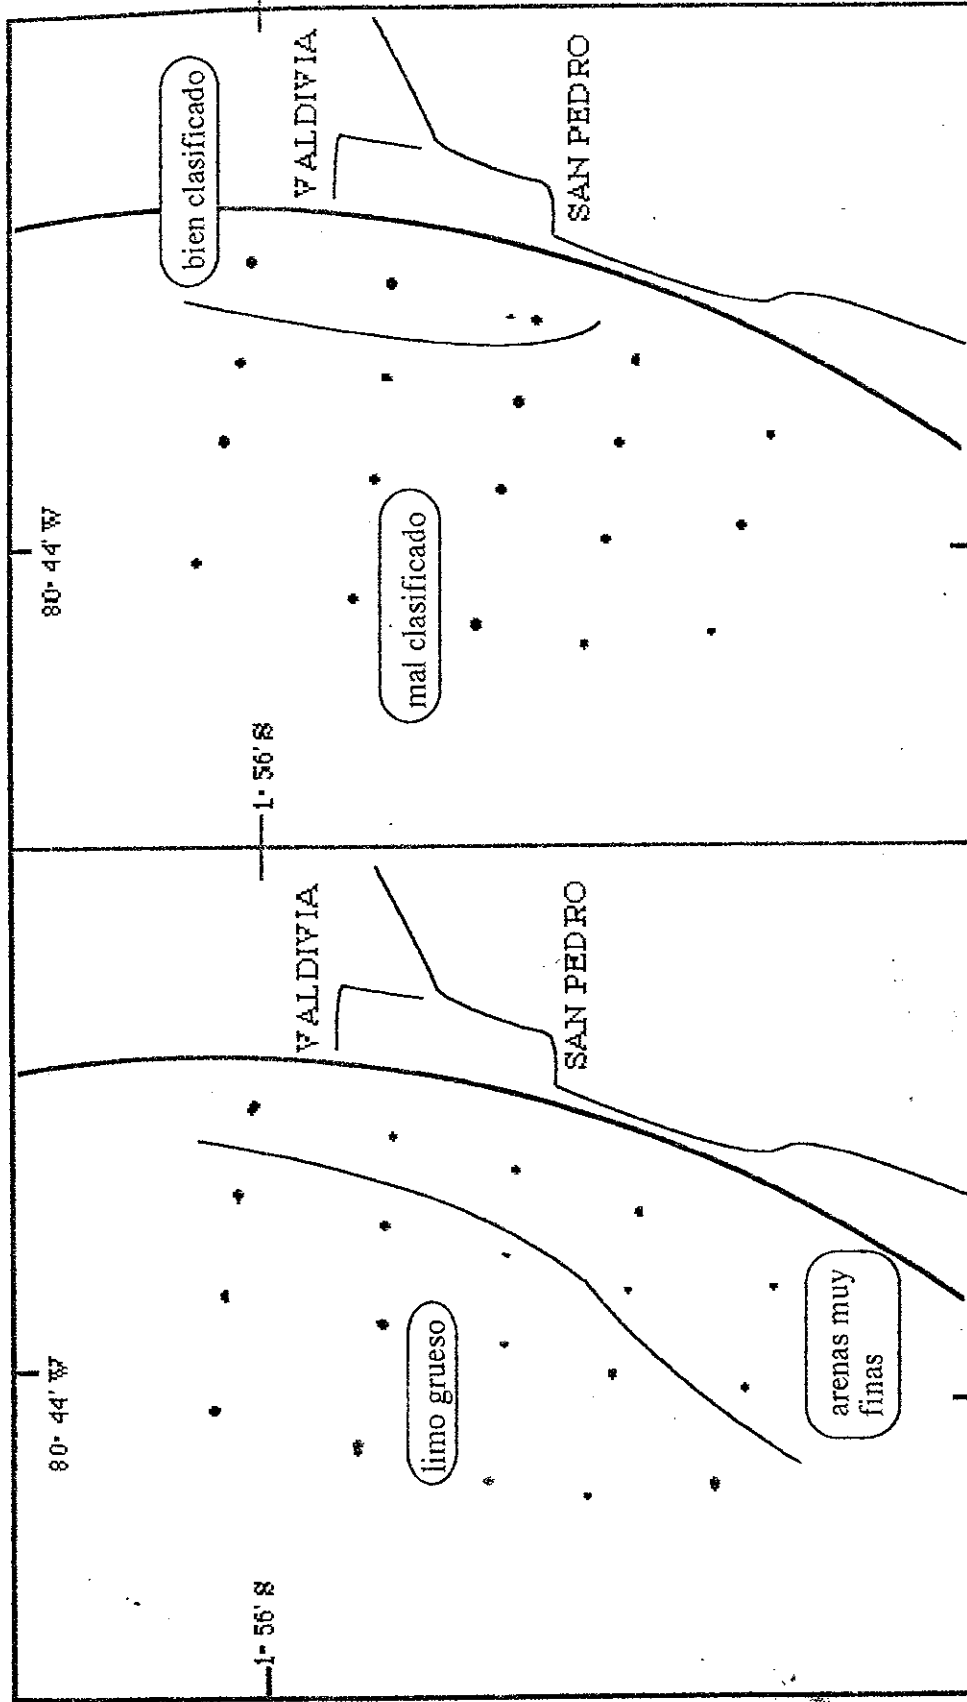 80° 44' W
1° 56' S
VALDIVIA
limo grueso
SAN PEDRO
arenas muy
finas
80° 44' W
bien clasificado
1° 56' S
VALDIVIA
mal clasificado
SAN PEDRO